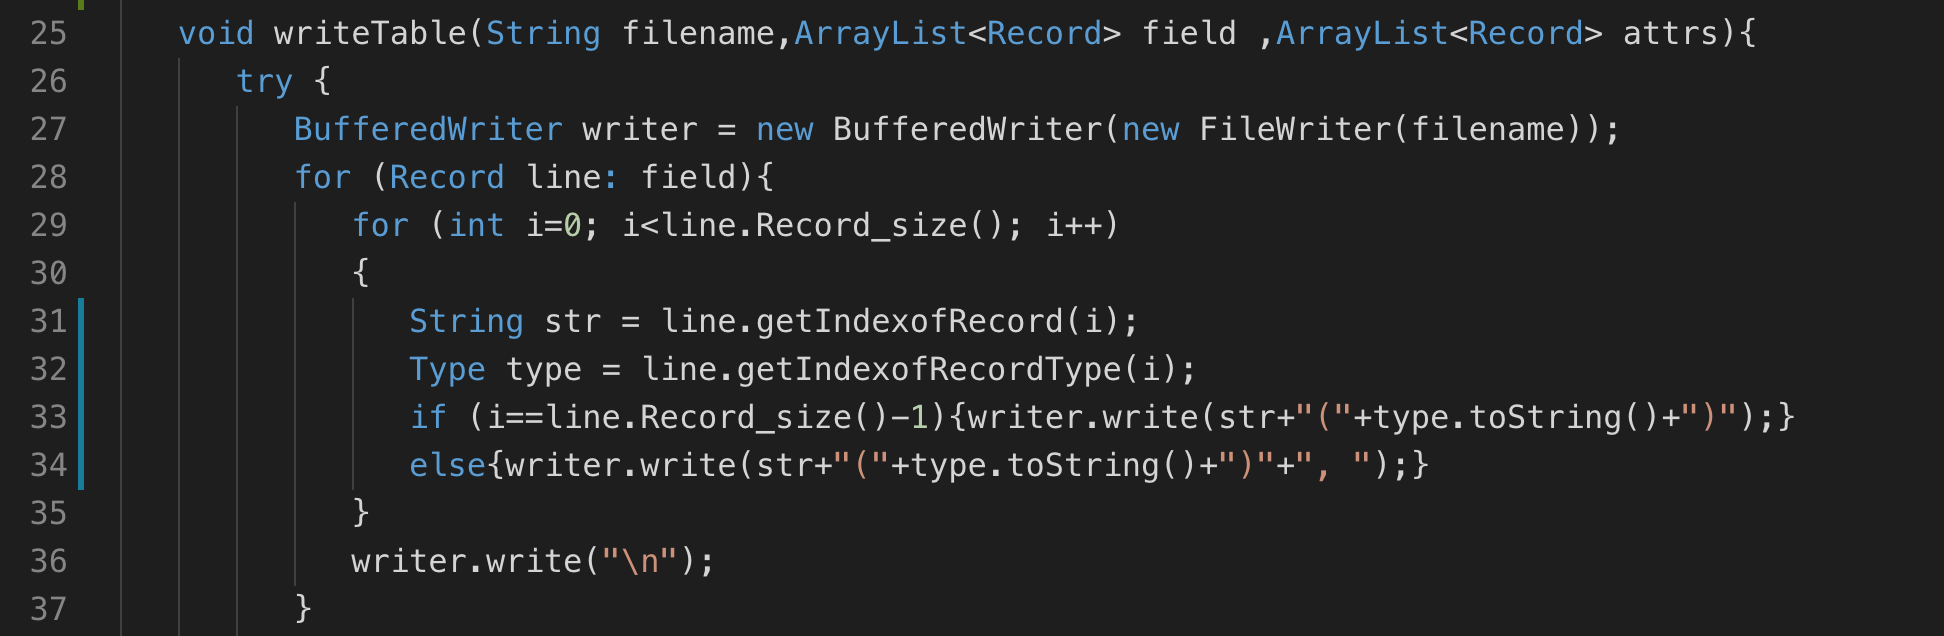 25 void writeTable(String filename,ArrayList<Record> field ,ArrayList<Record> attrs){
26 try {
27 BufferedWriter writer = new BufferedWriter(new FileWriter(filename));
28 for (Record line: field){
29 for (int i=0; i<line.Record_size(); i++)
30 {
31 String str = line.getIndexofRecord(i);
32 Type type = line.getIndexofRecordType(i);
33 if (i==line.Record_size()-1){writer.write(str+"("+type.toString()+")");}
34 else{writer.write(str+"("+type.toString()+")"+", ");}
35 }
36 writer.write("\n");
37 }